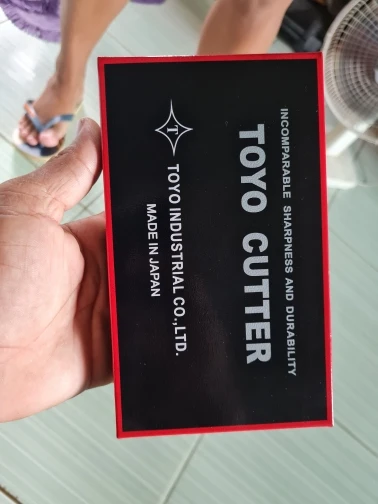 INCOMPARABLE SHARPNESS AND DURABILITY
TOYO CUTTER
T
TOYO INDUSTRIAL CO.,LTD.
MADE IN JAPAN